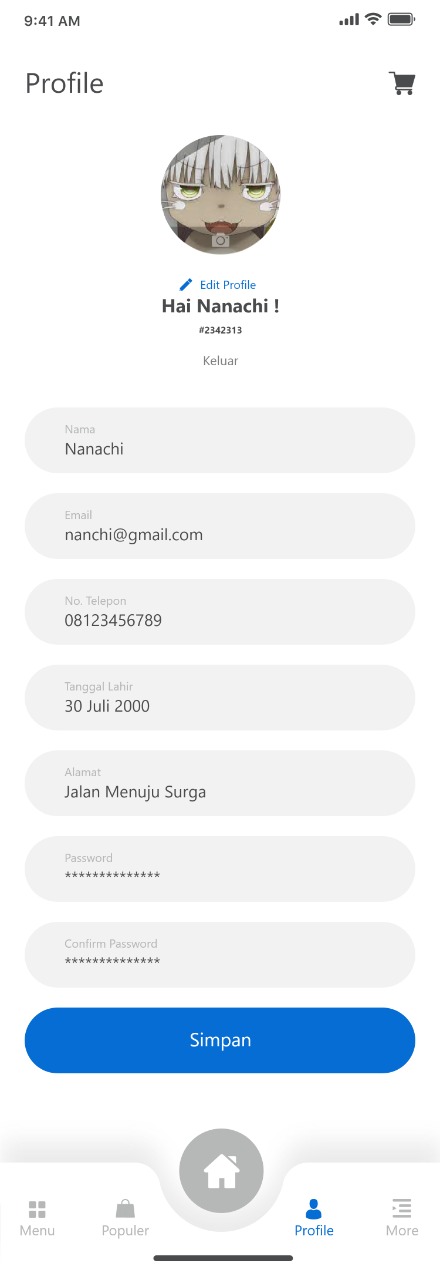 9:41 AM
Profile
Edit Profile
Hai Nanachi !
#2342313
Keluar
Nama
Nanachi
Email
nanchi@gmail.com
No. Telepon
08123456789
Tanggal Lahir
30 Juli 2000
Alamat
Jalan Menuju Surga
Password
**************
Confirm Password
**************
Simpan
Menu
Populer
Profile
More